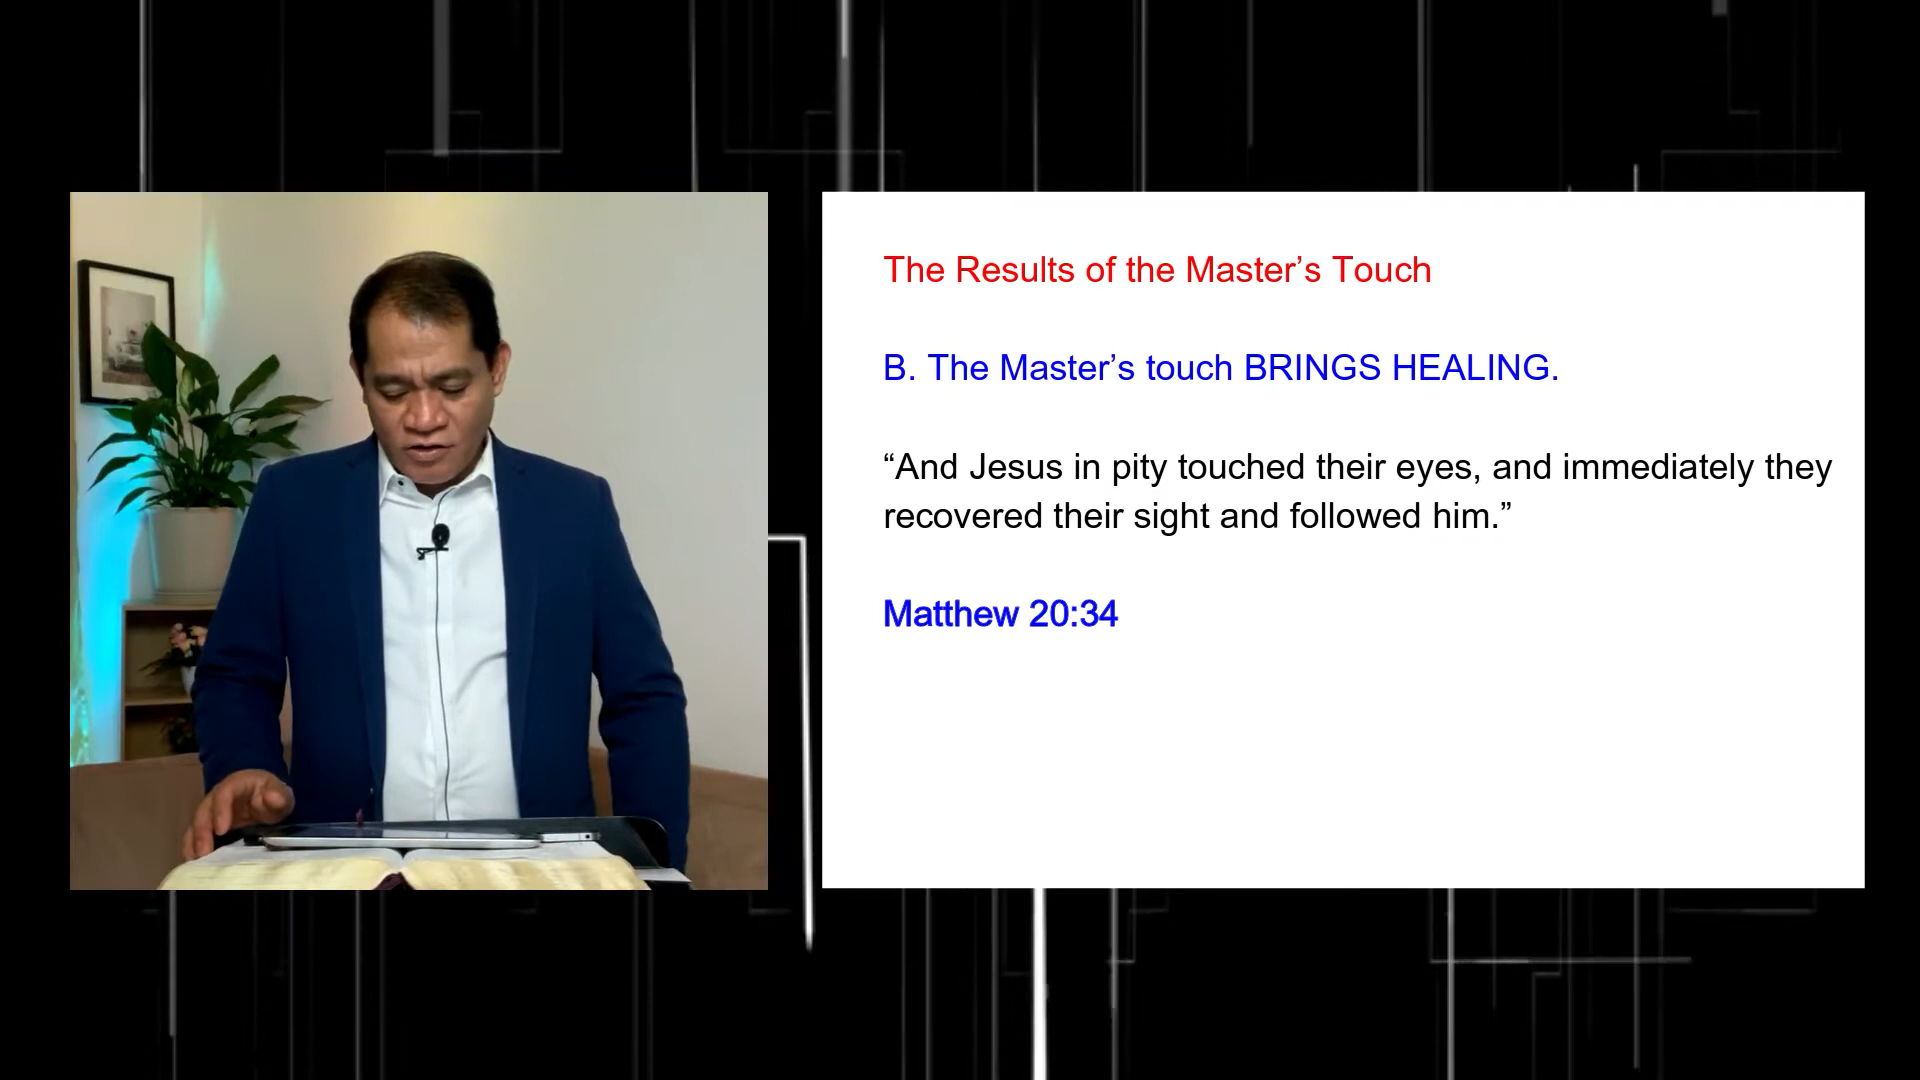 The Results of the Master’s Touch
B. The Master’s touch BRINGS HEALING.
“And Jesus in pity touched their eyes, and immediately they
recovered their sight and followed him.”
Matthew 20:34